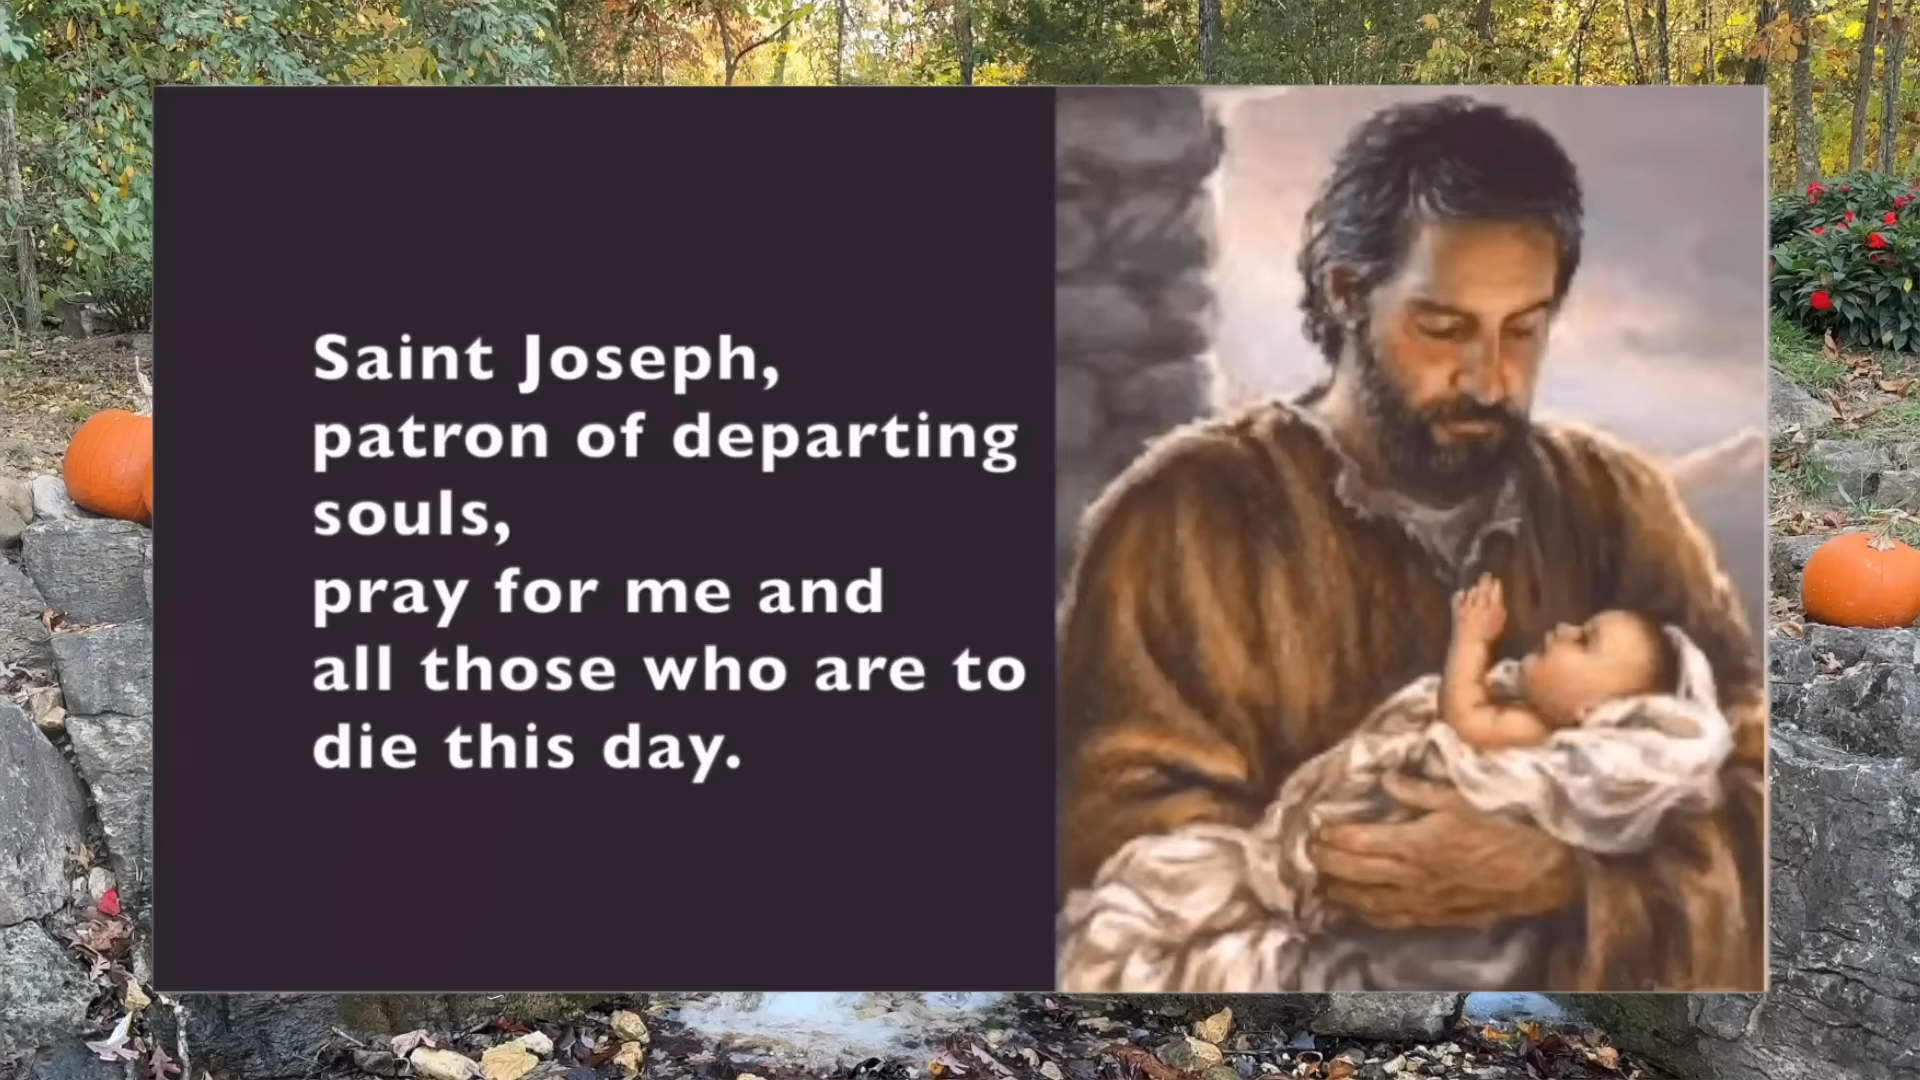 Saint Joseph,
patron of departing
souls,
pray for me and
all those who are to
die this day.